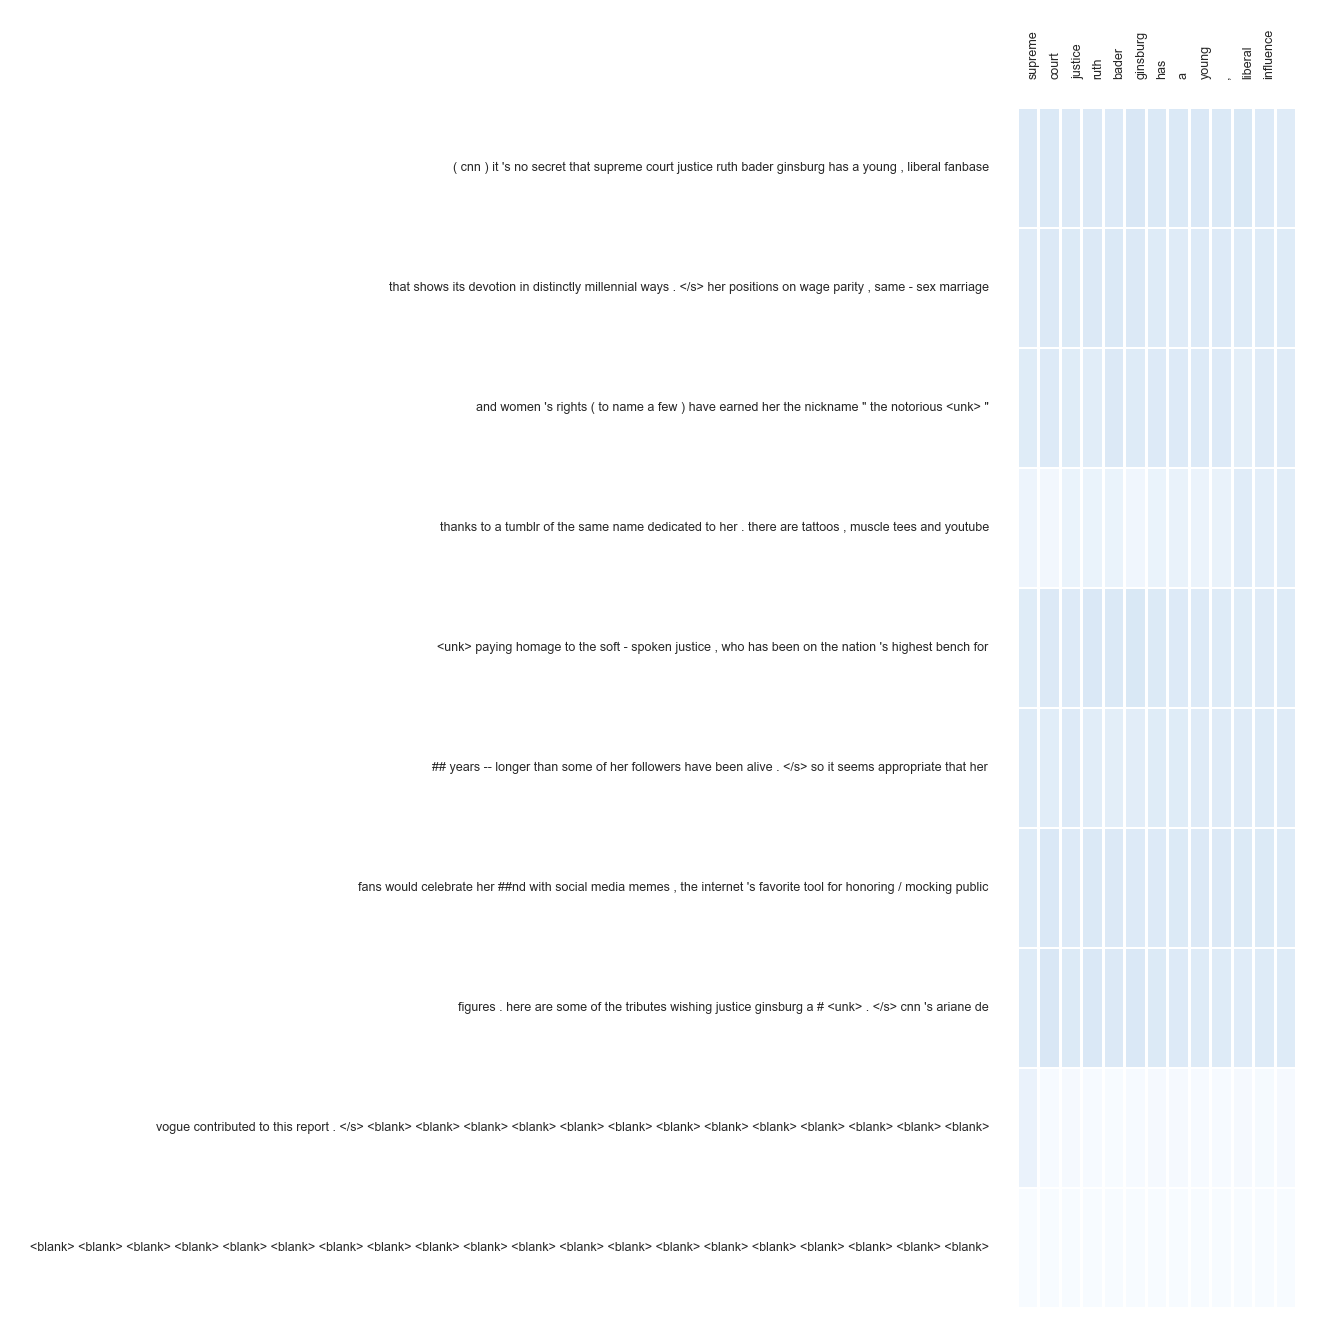 supreme
court
justice
ruth
bader
ginsburg
has
a
young
,
liberal
influence
( cnn ) it 's no secret that supreme court justice ruth bader ginsburg has a young , liberal fanbase
that shows its devotion in distinctly millennial ways . </s> her positions on wage parity , same - sex marriage
and women 's rights ( to name a few ) have earned her the nickname " the notorious <unk> "
thanks to a tumblr of the same name dedicated to her . there are tattoos , muscle tees and youtube
<unk> paying homage to the soft - spoken justice , who has been on the nation 's highest bench for
## years -- longer than some of her followers have been alive . </s> so it seems appropriate that her
fans would celebrate her ##nd with social media memes , the internet 's favorite tool for honoring / mocking public
figures . here are some of the tributes wishing justice ginsburg a # <unk> . </s> cnn 's ariane de
vogue contributed to this report . </s> <blank> <blank> <blank> <blank> <blank> <blank> <blank> <blank> <blank> <blank> <blank> <blank> <blank>
<blank> <blank> <blank> <blank> <blank> <blank> <blank> <blank> <blank> <blank> <blank> <blank> <blank> <blank> <blank> <blank> <blank> <blank> <blank> <blank>